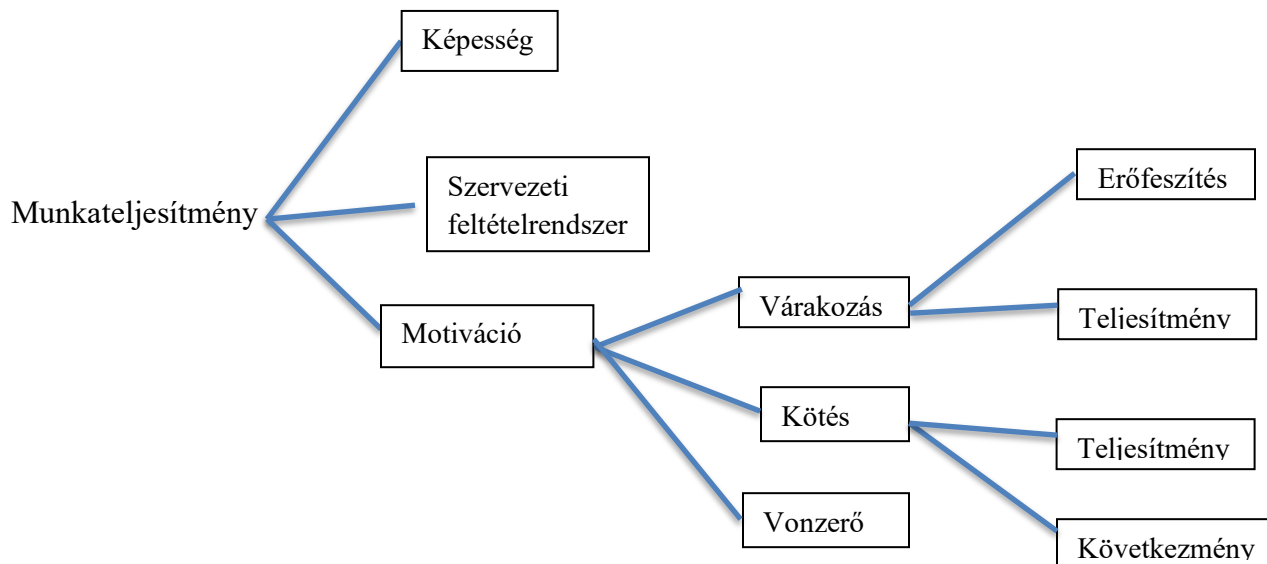 Képesség
Szervezeti
feltételrendszer
Munkateljesítmény
Motiváció
Várakozás
Kötés
Vonzerő
Erőfeszítés
Teljesítmény
Teljesítmény
Következmény